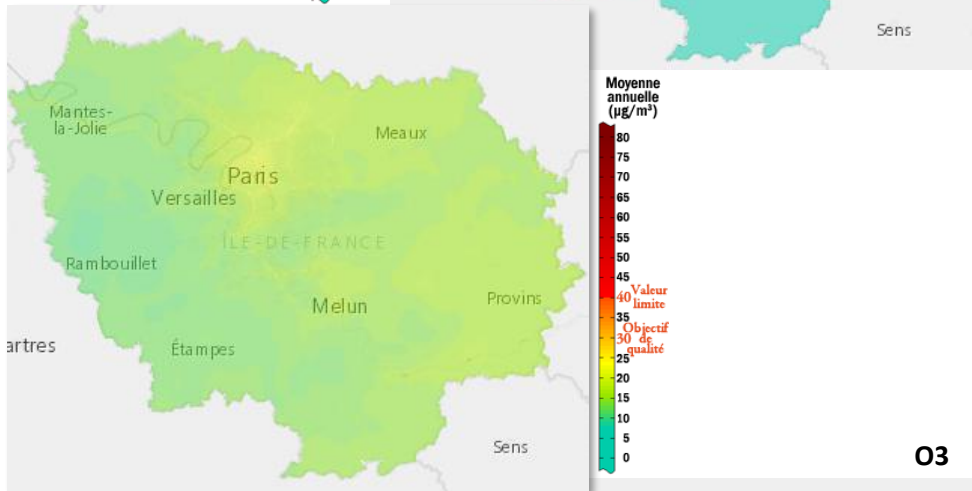 Sens
Mantes-
la-Jolie
Meaux
Paris
Versailles
ÎLE-DE-FRANCE
Rambouillet
Melun
Provins
artres
Étampes
Sens
Moyenne
annuelle
(µg/m³)
80
75
70
65
60
55
50
45
40 Valeur
limite
35
Objectif
30 de
qualité
25
20
15
10
5
0
O3